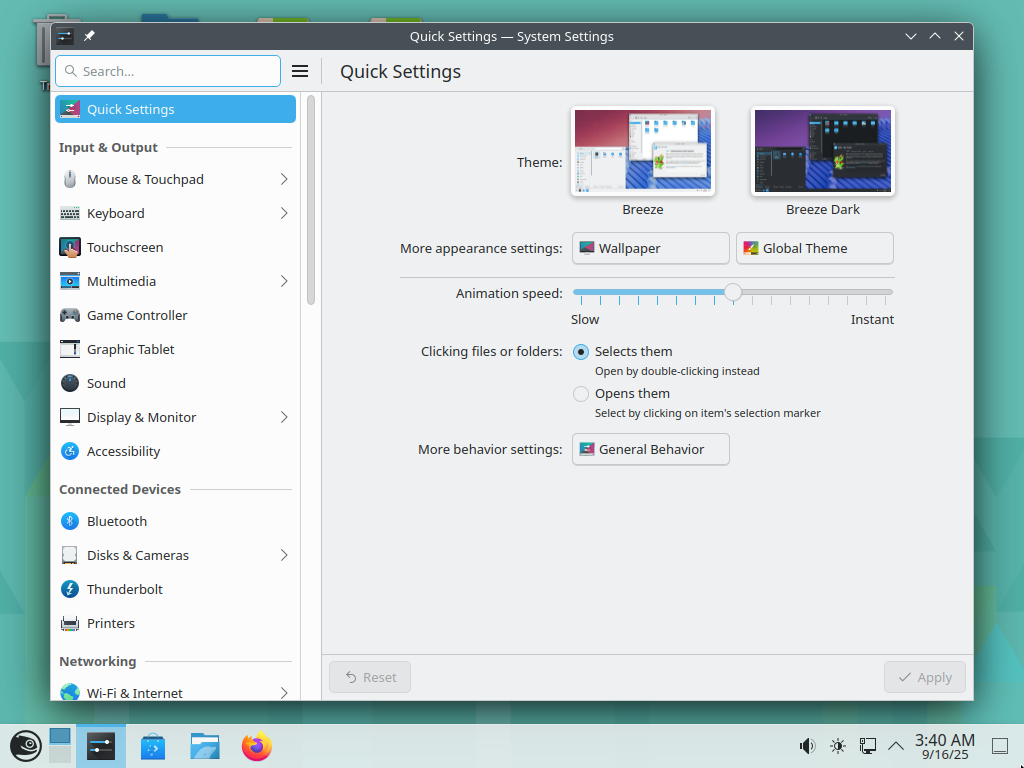 Quick Settings — System Settings
Search...
Quick Settings
Quick Settings
Input & Output
Mouse & Touchpad
Keyboard
Touchscreen
Multimedia
Game Controller
Graphic Tablet
Sound
Display & Monitor
Accessibility
Connected Devices
Bluetooth
Disks & Cameras
Thunderbolt
Printers
Networking
Wi-Fi & Internet
Theme:
Breeze
Breeze Dark
More appearance settings:
Wallpaper
Global Theme
Animation speed:
Slow
Instant
Clicking files or folders:
Selects them
Open by double-clicking instead
Opens them
Select by clicking on item's selection marker
More behavior settings:
General Behavior
Reset
Apply
3:40 AM
9/16/25